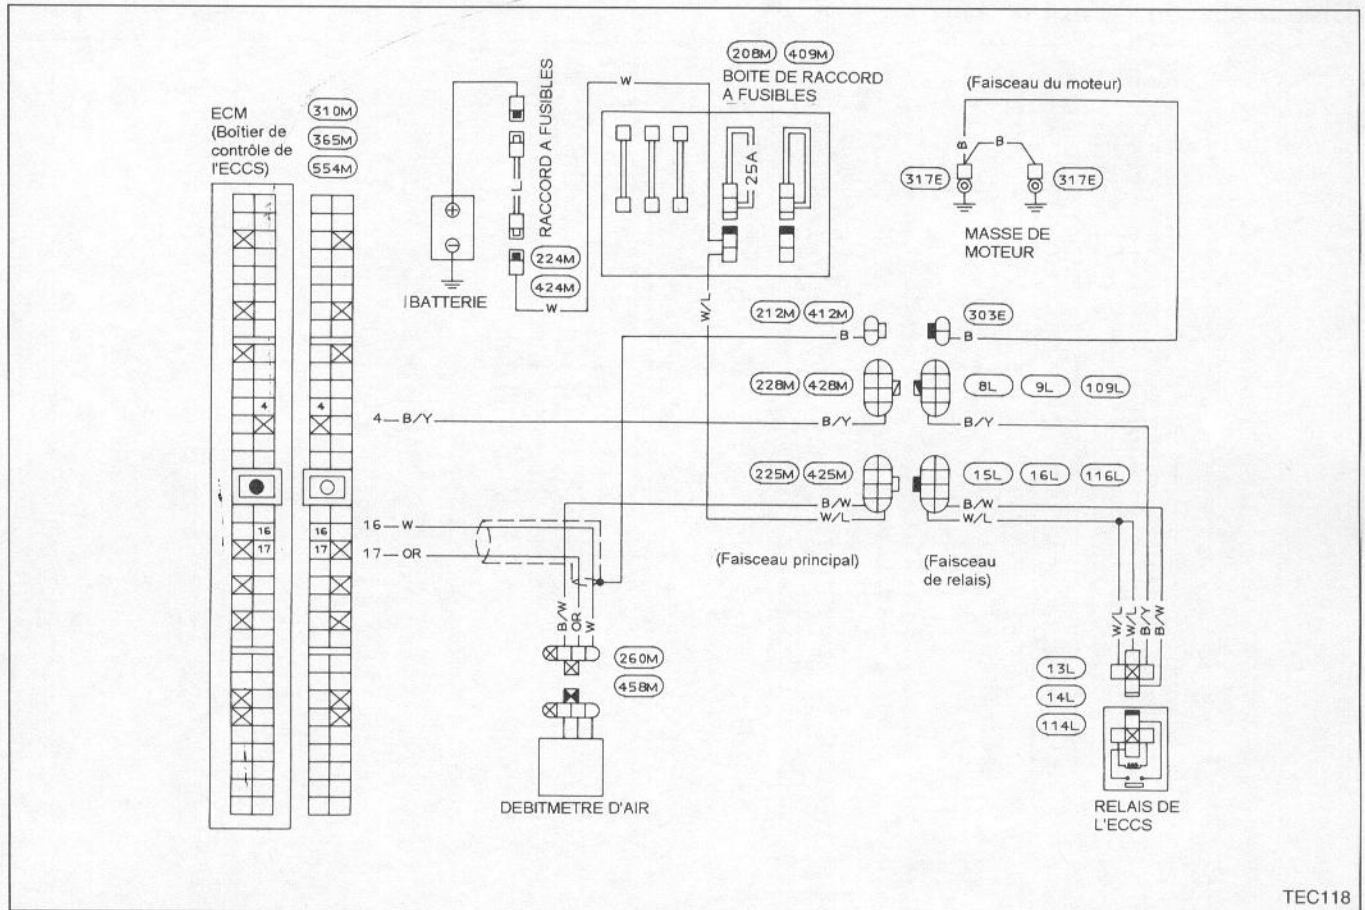 208M 409M
BOITE DE RACCORD
A FUSIBLES
(Faisceau du moteur)
ECM
(Boîtier de
contrôle de
l'ECCS)
310M
365M
554M
RACCORD A FUSIBLES
L
W
25A
B
B
317E
317E
MASSE DE
MOTEUR
BATTERIE
224M
424M
W
W/L
212M 412M
B
303E
B
228M 428M
8L 9L 109L
4
4
4 B/Y
B/Y
B/Y
225M 425M
15L 16L 116L
B/W
W/L
B/W
W/L
16
16
16 W
17
17
17 OR
(Faisceau principal)
(Faisceau
de relais)
B/W
OR
W
W/L
W/L
B/Y
B/W
260M
458M
13L
14L
114L
DEBITMETRE D'AIR
RELAIS DE
L'ECCS
TEC118